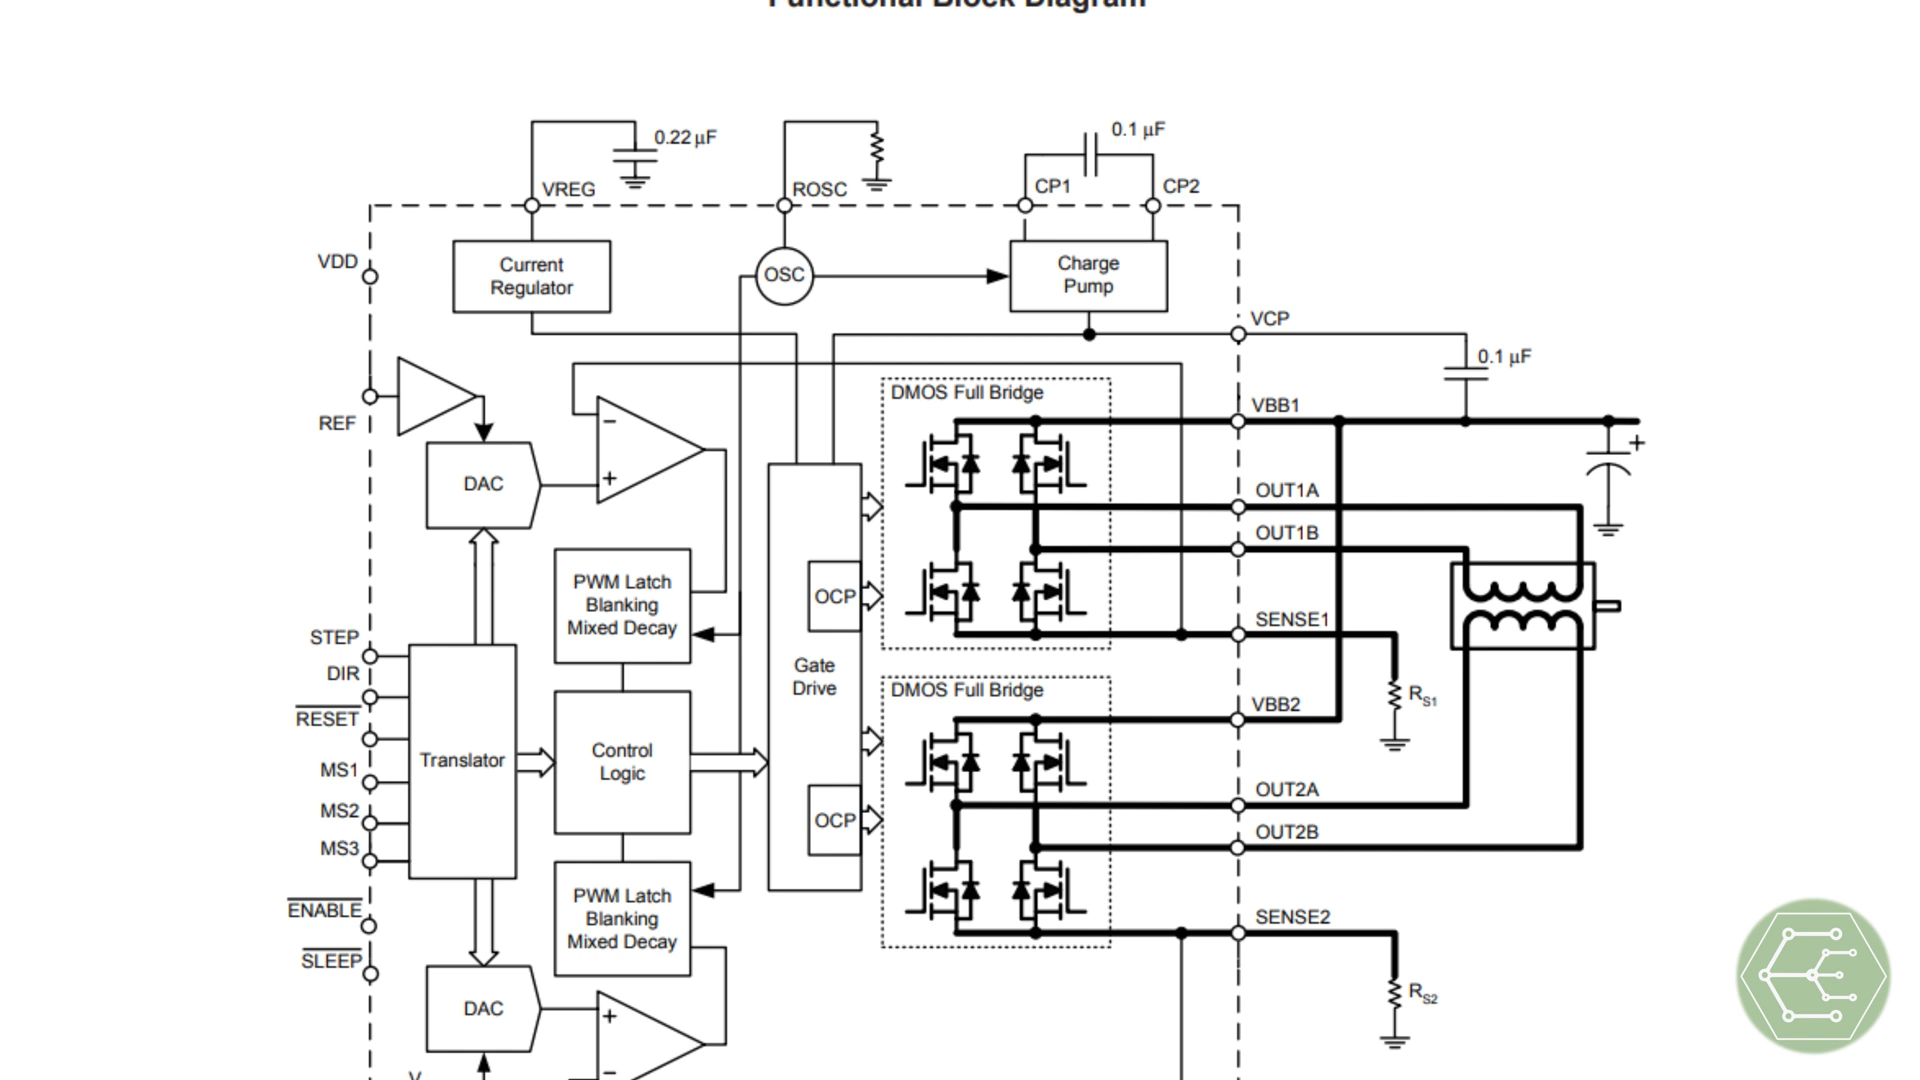 Functional Block Diagram
0.22 µF
0.1 µF
VREG
ROSC
CP1
CP2
VDD
Current
Regulator
OSC
Charge
Pump
VCP
0.1 µF
REF
DMOS Full Bridge
VBB1
−
+
+
DAC
OUT1A
OUT1B
PWM Latch
Blanking
Mixed Decay
OCP
SENSE1
STEP
DIR
RESET
Gate
Drive
DMOS Full Bridge
RS1
VBB2
MS1
MS2
MS3
Translator
Control
Logic
OUT2A
OCP
OUT2B
ENABLE
SLEEP
PWM Latch
Blanking
Mixed Decay
SENSE2
DAC
+
−
RS2